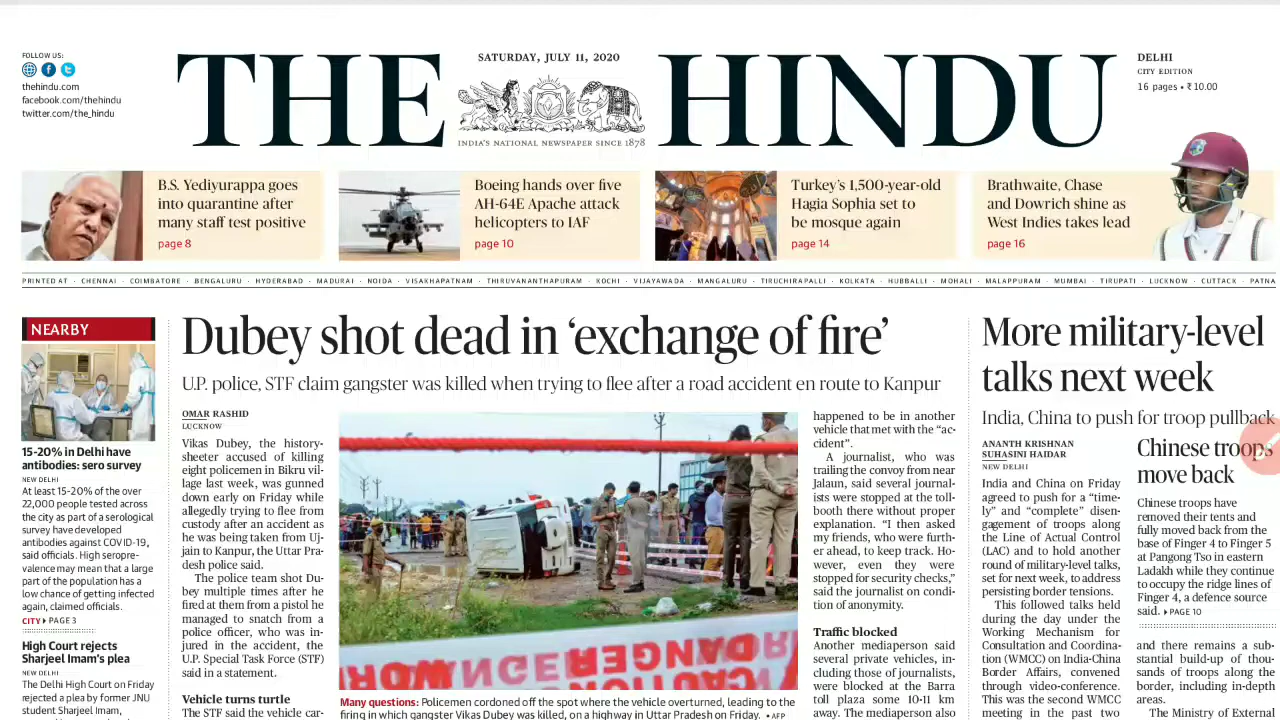 FOLLOW US:
thehindu.com
facebook.com/thehindu
twitter.com/the_hindu
THE HINDU
SATURDAY, JULY 11, 2020
INDIA'S NATIONAL NEWSPAPER SINCE 1878
DELHI
CITY EDITION
16 pages • ₹10.00
B.S. Yediyurappa goes
into quarantine after
many staff test positive
page 8
Boeing hands over five
AH-64E Apache attack
helicopters to IAF
page 10
Turkey's 1,500-year-old
Hagia Sophia set to
be mosque again
page 14
Brathwaite, Chase
and Dowrich shine as
West Indies takes lead
page 16
PRINTED AT · CHENNAI · COIMBATORE · BENGALURU · HYDERABAD · MADURAI · NOIDA · VISAKHAPATNAM · THIRUVANANTHAPURAM · KOCHI · VIJAYAWADA · MANGALURU · TIRUCHIRAPALLI · KOLKATA · HUBBALLI · MOHALI · MALAPPURAM · MUMBAI · TIRUPATI · LUCKNOW · CUTTACK · PATNA
NEARBY
15-20% in Delhi have
antibodies: sero survey
NEW DELHI
At least 15-20% of the over
22,000 people tested across
the city as part of a serological
survey have developed
antibodies against COVID-19,
said officials. High seropre-
valence may mean that a large
part of the population has a
low chance of getting infected
again, claimed officials.
CITY ▸ PAGE 3
High Court rejects
Sharjeel Imam's plea
NEW DELHI
The Delhi High Court on Friday
rejected a plea by former JNU
student Sharjeel Imam,
Dubey shot dead in ‘exchange of fire’
U.P. police, STF claim gangster was killed when trying to flee after a road accident en route to Kanpur
OMAR RASHID
LUCKNOW
Vikas Dubey, the history-
sheeter accused of killing
eight policemen in Bikru vil-
lage last week, was gunned
down early on Friday while
allegedly trying to flee from
custody after an accident as
he was being taken from Uj-
jain to Kanpur, the Uttar Pra-
desh police said.
The police team shot Du-
bey multiple times after he
fired at them from a pistol he
managed to snatch from a
police officer, who was in-
jured in the accident, the
U.P. Special Task Force (STF)
said in a statement.
Vehicle turns turtle
The STF said the vehicle car-
Many questions: Policemen cordoned off the spot where the vehicle overturned, leading to the
firing in which gangster Vikas Dubey was killed, on a highway in Uttar Pradesh on Friday. • AFP
happened to be in another
vehicle that met with the “ac-
cident”.
A journalist, who was
trailing the convoy from near
Jalaun, said several journal-
ists were stopped at the toll-
booth there without proper
explanation. “I then asked
my friends, who were furth-
er ahead, to keep track. Ho-
wever, even they were
stopped for security checks,”
said the journalist on condi-
tion of anonymity.
Traffic blocked
Another mediaperson said
several private vehicles, in-
cluding those of journalists,
were blocked at the Barra
toll plaza some 10-11 km
away. The mediaperson also
More military-level
talks next week
India, China to push for troop pullback
ANANTH KRISHNAN
SUHASINI HAIDAR
NEW DELHI
India and China on Friday
agreed to push for a “time-
ly” and “complete” disen-
gagement of troops along
the Line of Actual Control
(LAC) and to hold another
round of military-level talks,
set for next week, to address
persisting border tensions.
This followed talks held
during the day under the
Working Mechanism for
Consultation and Coordina-
tion (WMCC) on India-China
Border Affairs, convened
through video-conference.
This was the second WMCC
meeting in the past two
Chinese troops
move back
Chinese troops have
removed their tents and
fully moved back from the
base of Finger 4 to Finger 5
at Pangong Tso in eastern
Ladakh while they continue
to occupy the ridge lines of
Finger 4, a defence source
said. ▸ PAGE 10
and there remains a sub-
stantial build-up of thou-
sands of troops along the
border, including in-depth
areas.
The Ministry of External